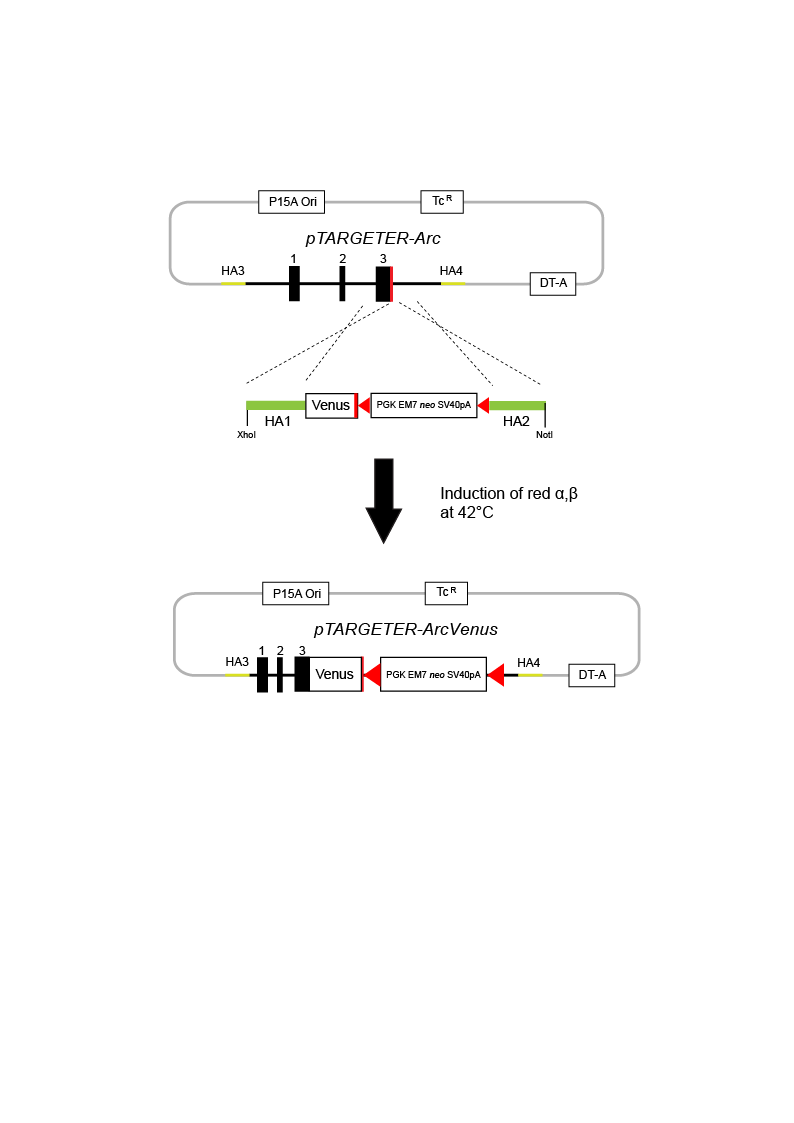 P15A Ori
Tc R
pTARGETER-Arc
1 2 3
HA3 HA4
DT-A
Venus PGK EM7 neo SV40pA
HA1 HA2
XhoI NotI
Induction of red α,β
at 42°C
P15A Ori
Tc R
pTARGETER-ArcVenus
1 2 3
HA3 HA4
Venus PGK EM7 neo SV40pA DT-A